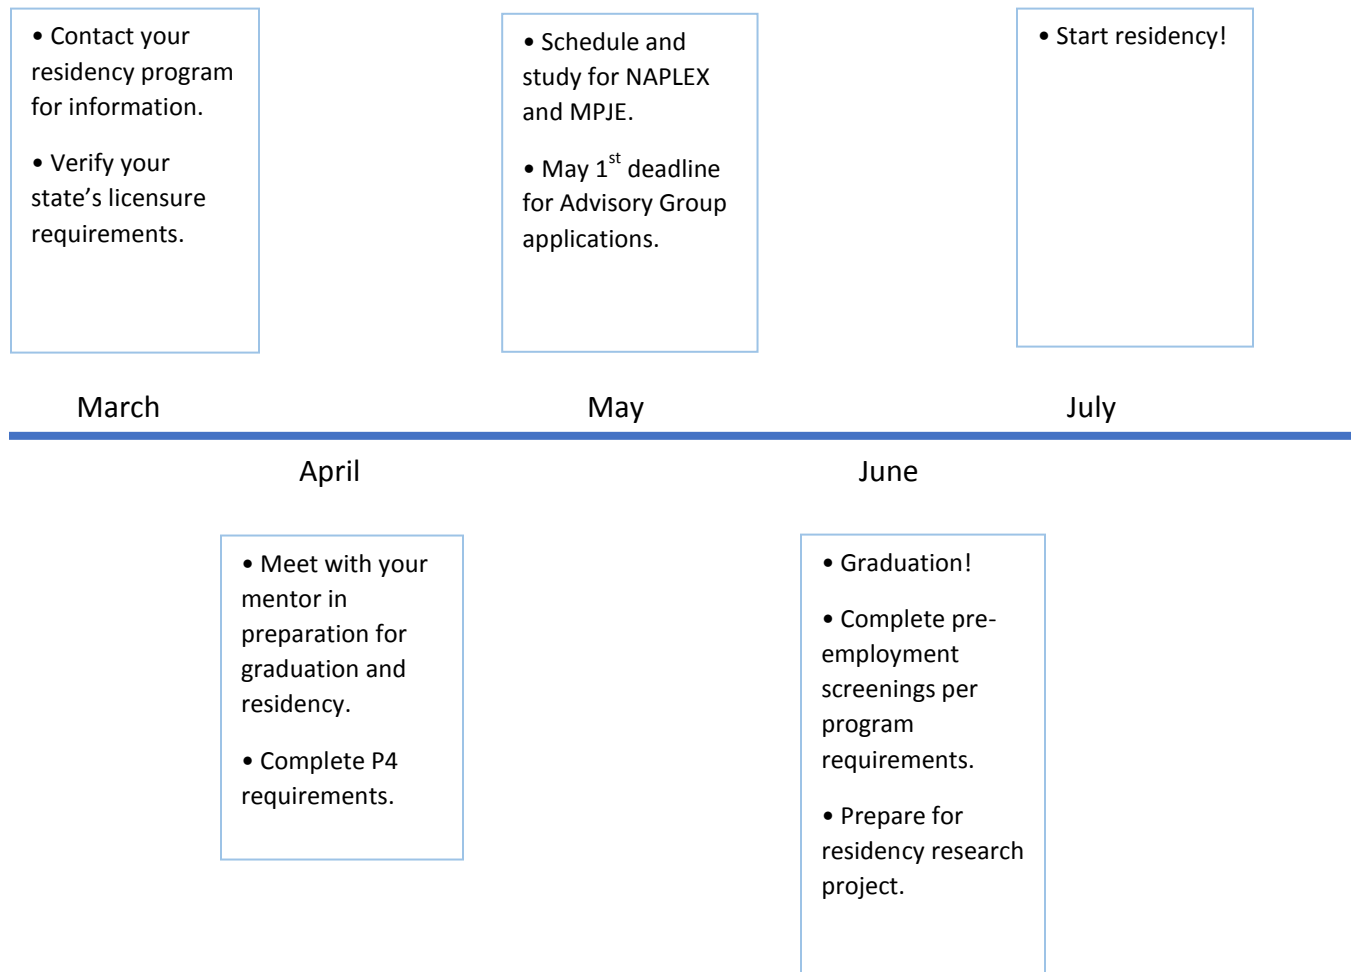 • Contact your
residency program
for information.
• Verify your
state’s licensure
requirements.
• Schedule and
study for NAPLEX
and MPJE.
• May 1st deadline
for Advisory Group
applications.
• Start residency!
March
May
July
April
June
• Meet with your
mentor in
preparation for
graduation and
residency.
• Complete P4
requirements.
• Graduation!
• Complete pre-
employment
screenings per
program
requirements.
• Prepare for
residency research
project.